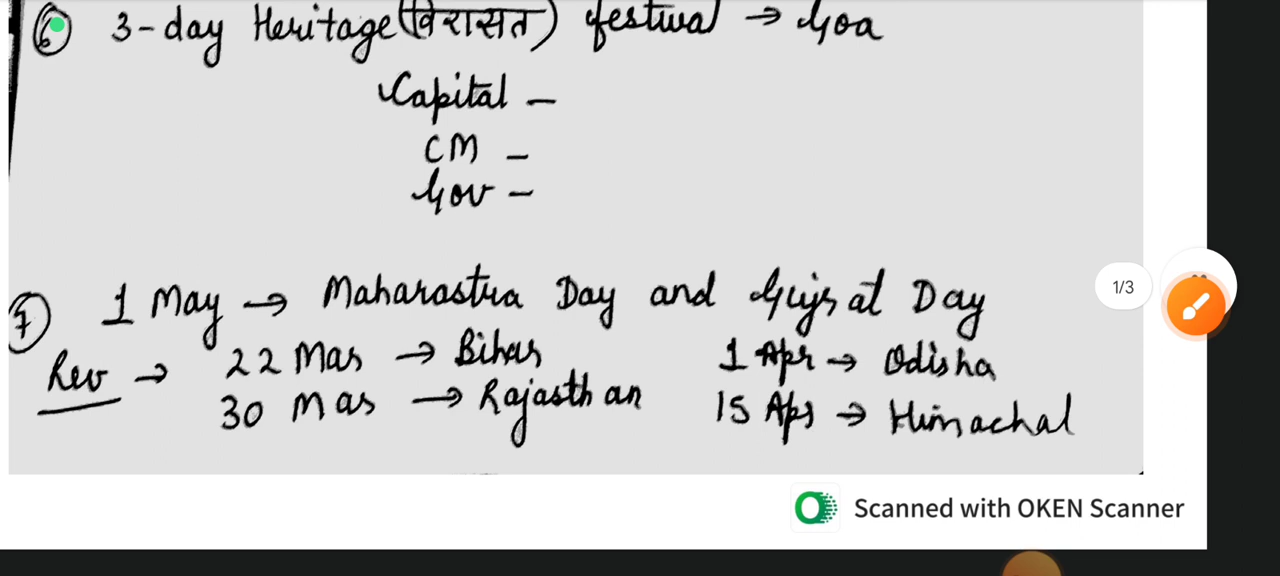 6 3-day Heritage(विरासत) festival → Goa
Capital -
CM -
Gov -
7 1 May → Maharastra Day and Gujrat Day
Rev → 22 Mar → Bihar 1 Apr → Odisha
30 Mar → Rajasthan 15 Apr → Himachal
1/3
Scanned with OKEN Scanner